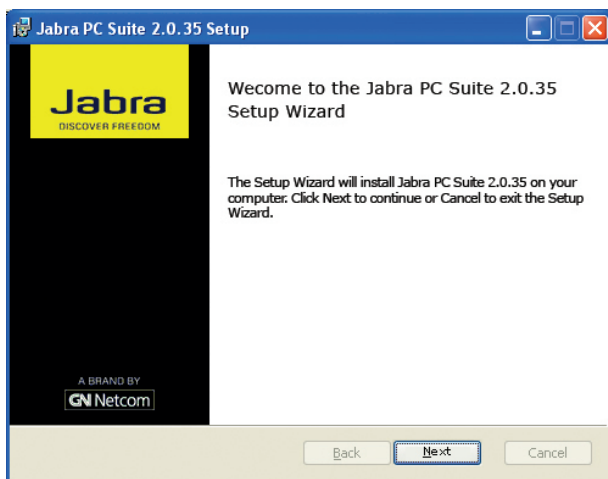 Jabra PC Suite 2.0.35 Setup
Jabra
DISCOVER FREEDOM
Wecome to the Jabra PC Suite 2.0.35
Setup Wizard
The Setup Wizard will install Jabra PC Suite 2.0.35 on your
computer. Click Next to continue or Cancel to exit the Setup
Wizard.
A BRAND BY
GN Netcom
Back Next Cancel